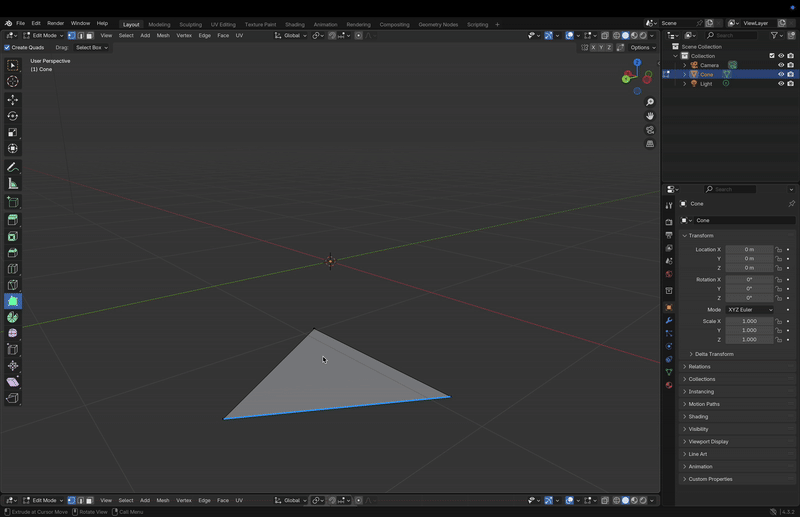 File Edit Render Window Help Layout Modeling Sculpting UV Editing Texture Paint Shading Animation Rendering Compositing Geometry Nodes Scripting + Scene ViewLayer
Edit Mode View Select Add Mesh Vertex Edge Face UV Global Search
Create Quads Drag: Select Box X Y Z Options
User Perspective
(1) Cone
Z
Y
Scene Collection
Collection
Camera
Cone
Light
Search
Cone
Cone
Transform
Location X 0 m
Y 0 m
Z 0 m
Rotation X 0°
Y 0°
Z 0°
Mode XYZ Euler
Scale X 1.000
Y 1.000
Z 1.000
Delta Transform
Relations
Collections
Instancing
Motion Paths
Shading
Visibility
Viewport Display
Line Art
Animation
Custom Properties
Edit Mode View Select Add Mesh Vertex Edge Face UV Global
Extrude at Cursor Move Rotate View Call Menu 4.3.2